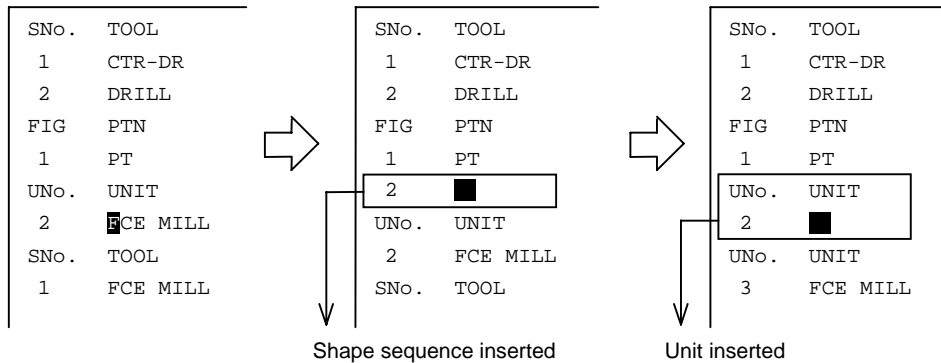 SNo. TOOL
1 CTR-DR
2 DRILL
FIG PTN
1 PT
UNo. UNIT
2 FCE MILL
SNo. TOOL
1 FCE MILL
SNo. TOOL
1 CTR-DR
2 DRILL
FIG PTN
1 PT
2
UNo. UNIT
2 FCE MILL
SNo. TOOL
Shape sequence inserted
SNo. TOOL
1 CTR-DR
2 DRILL
FIG PTN
1 PT
UNo. UNIT
2
UNo. UNIT
3 FCE MILL
Unit inserted